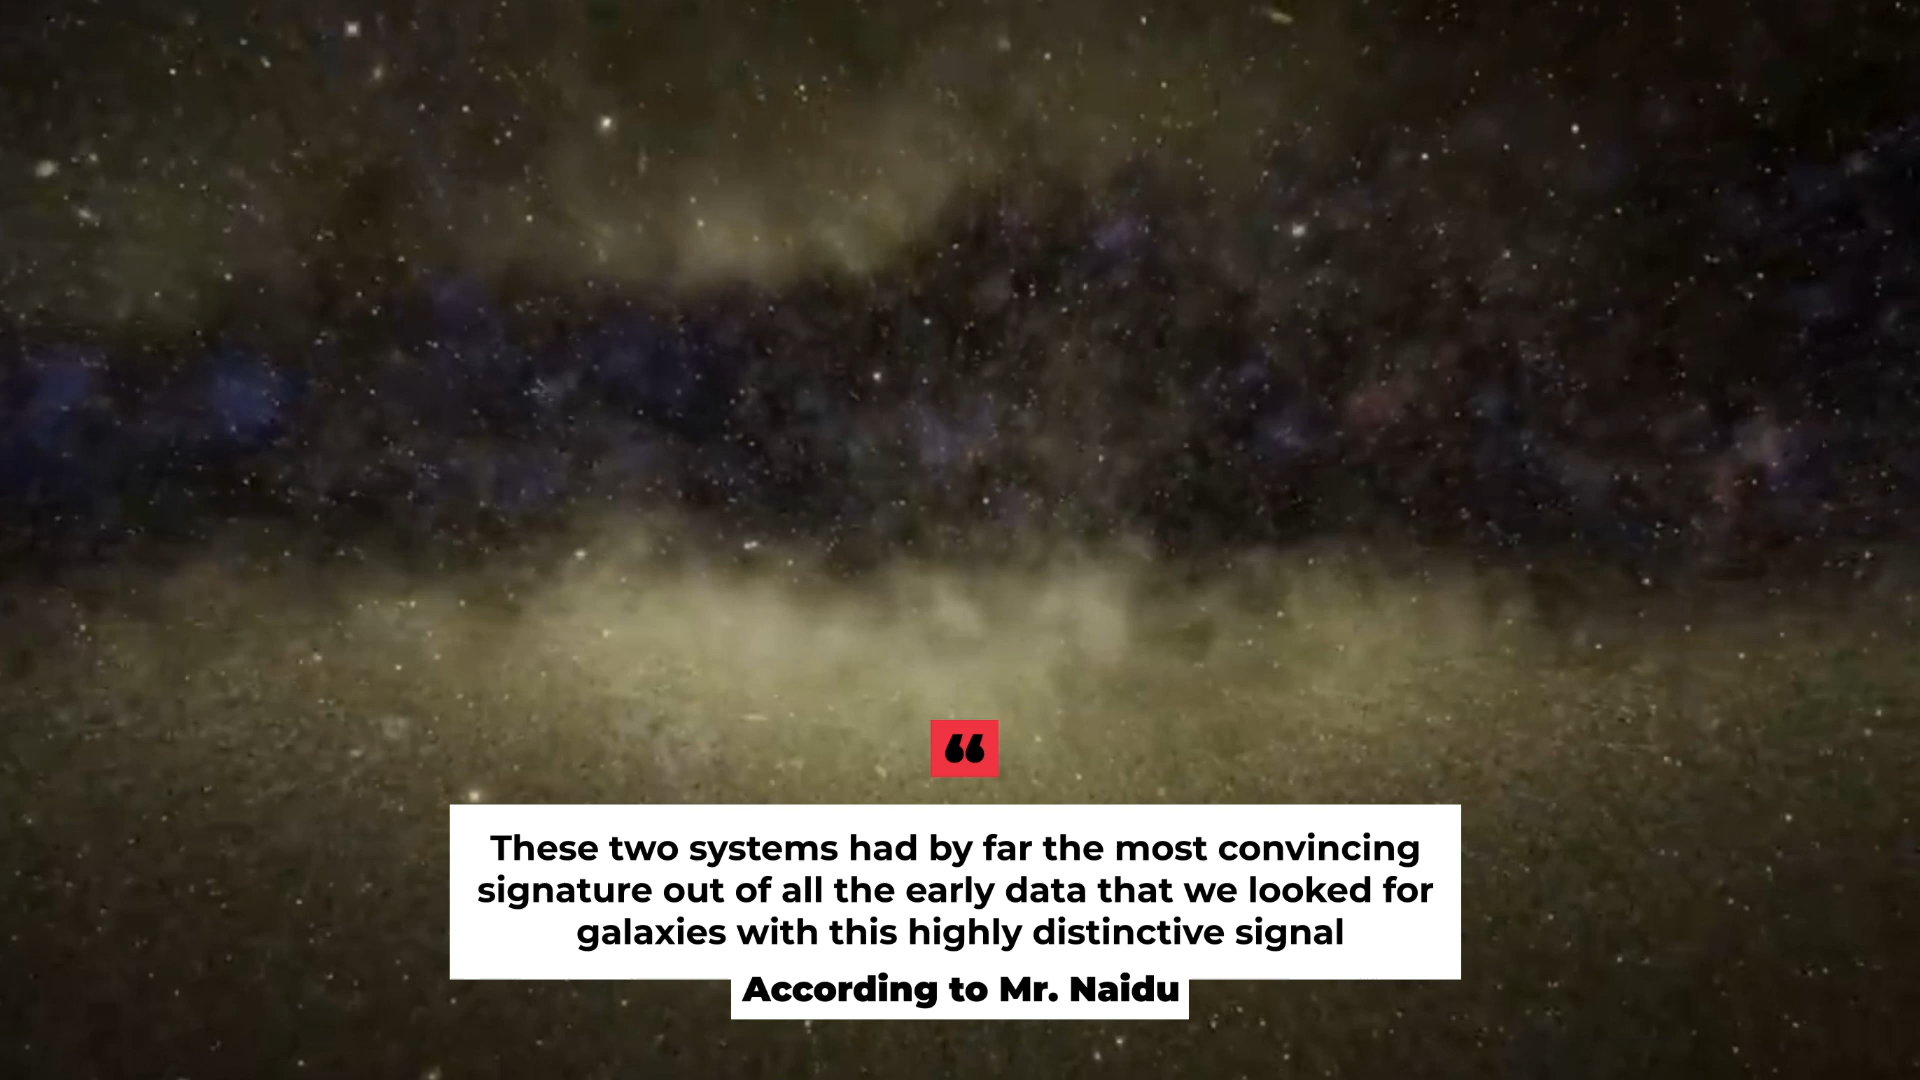 “
These two systems had by far the most convincing
signature out of all the early data that we looked for
galaxies with this highly distinctive signal
According to Mr. Naidu